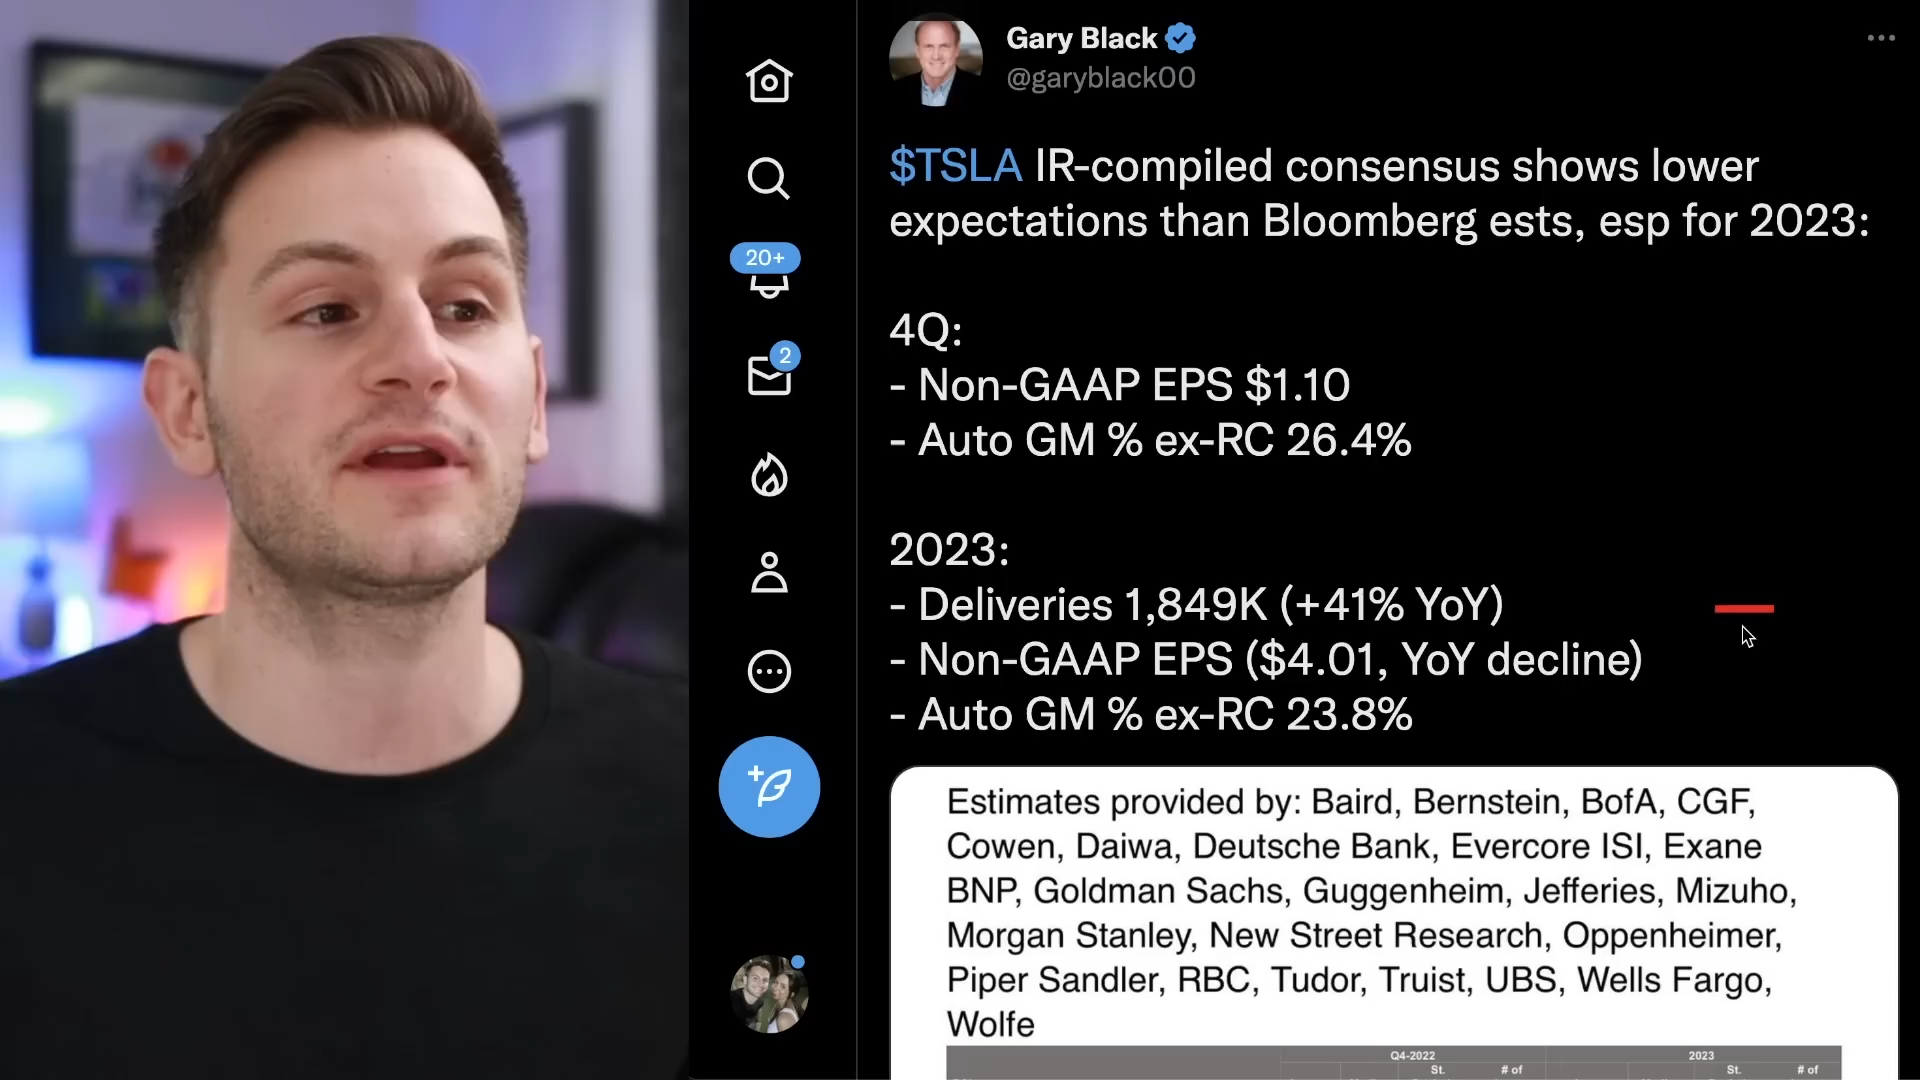 Gary Black
@garyblack00
$TSLA IR-compiled consensus shows lower
expectations than Bloomberg ests, esp for 2023:
20+
4Q:
2
- Non-GAAP EPS $1.10
- Auto GM % ex-RC 26.4%
2023:
- Deliveries 1,849K (+41% YoY)
- Non-GAAP EPS ($4.01, YoY decline)
- Auto GM % ex-RC 23.8%
Estimates provided by: Baird, Bernstein, BofA, CGF,
Cowen, Daiwa, Deutsche Bank, Evercore ISI, Exane
BNP, Goldman Sachs, Guggenheim, Jefferies, Mizuho,
Morgan Stanley, New Street Research, Oppenheimer,
Piper Sandler, RBC, Tudor, Truist, UBS, Wells Fargo,
Wolfe
Q4-2022 2023
St. # of St. # of